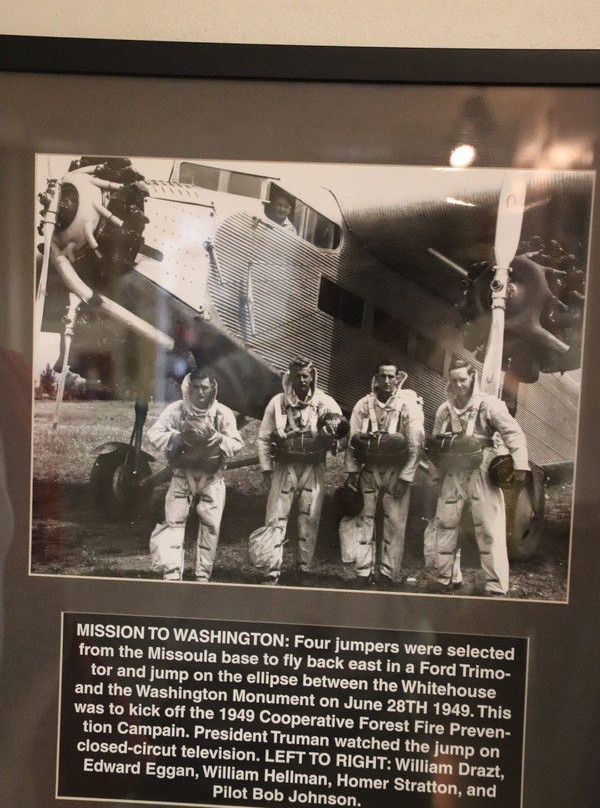 MISSION TO WASHINGTON: Four jumpers were selected
from the Missoula base to fly back east in a Ford Trimo-
tor and jump on the ellipse between the Whitehouse
and the Washington Monument on June 28TH 1949. This
was to kick off the 1949 Cooperative Forest Fire Preven-
tion Campain. President Truman watched the jump on
closed-circut television. LEFT TO RIGHT: William Drazt,
Edward Eggan, William Hellman, Homer Stratton, and
Pilot Bob Johnson.